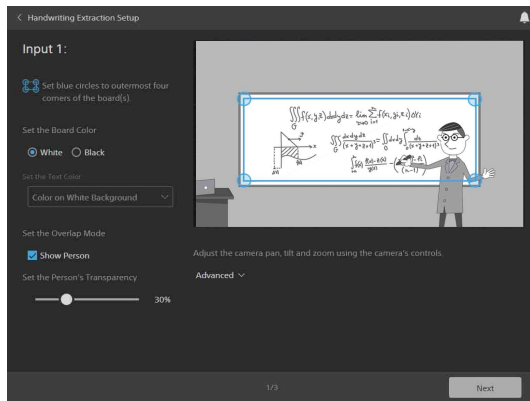 Handwriting Extraction Setup
Input 1:
Set blue circles to outermost four
corners of the board(s).
Set the Board Color
White Black
Set the Text Color
Color on White Background
Set the Overlap Mode
Show Person
Set the Person's Transparency
30%
Adjust the camera pan, tilt and zoom using the camera's controls.
Advanced
1/3
Next